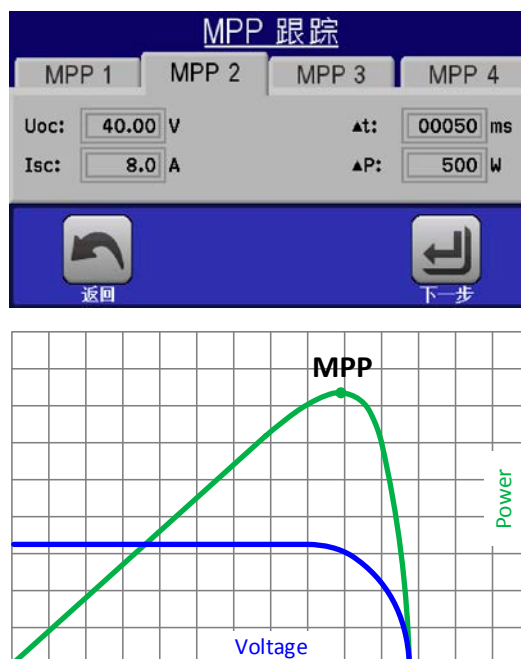 MPP 跟踪
MPP 1 MPP 2 MPP 3 MPP 4
Uoc: 40.00 V ▲t: 00050 ms
Isc: 8.0 A ▲P: 500 W
返回 下一步
MPP
Power
Voltage